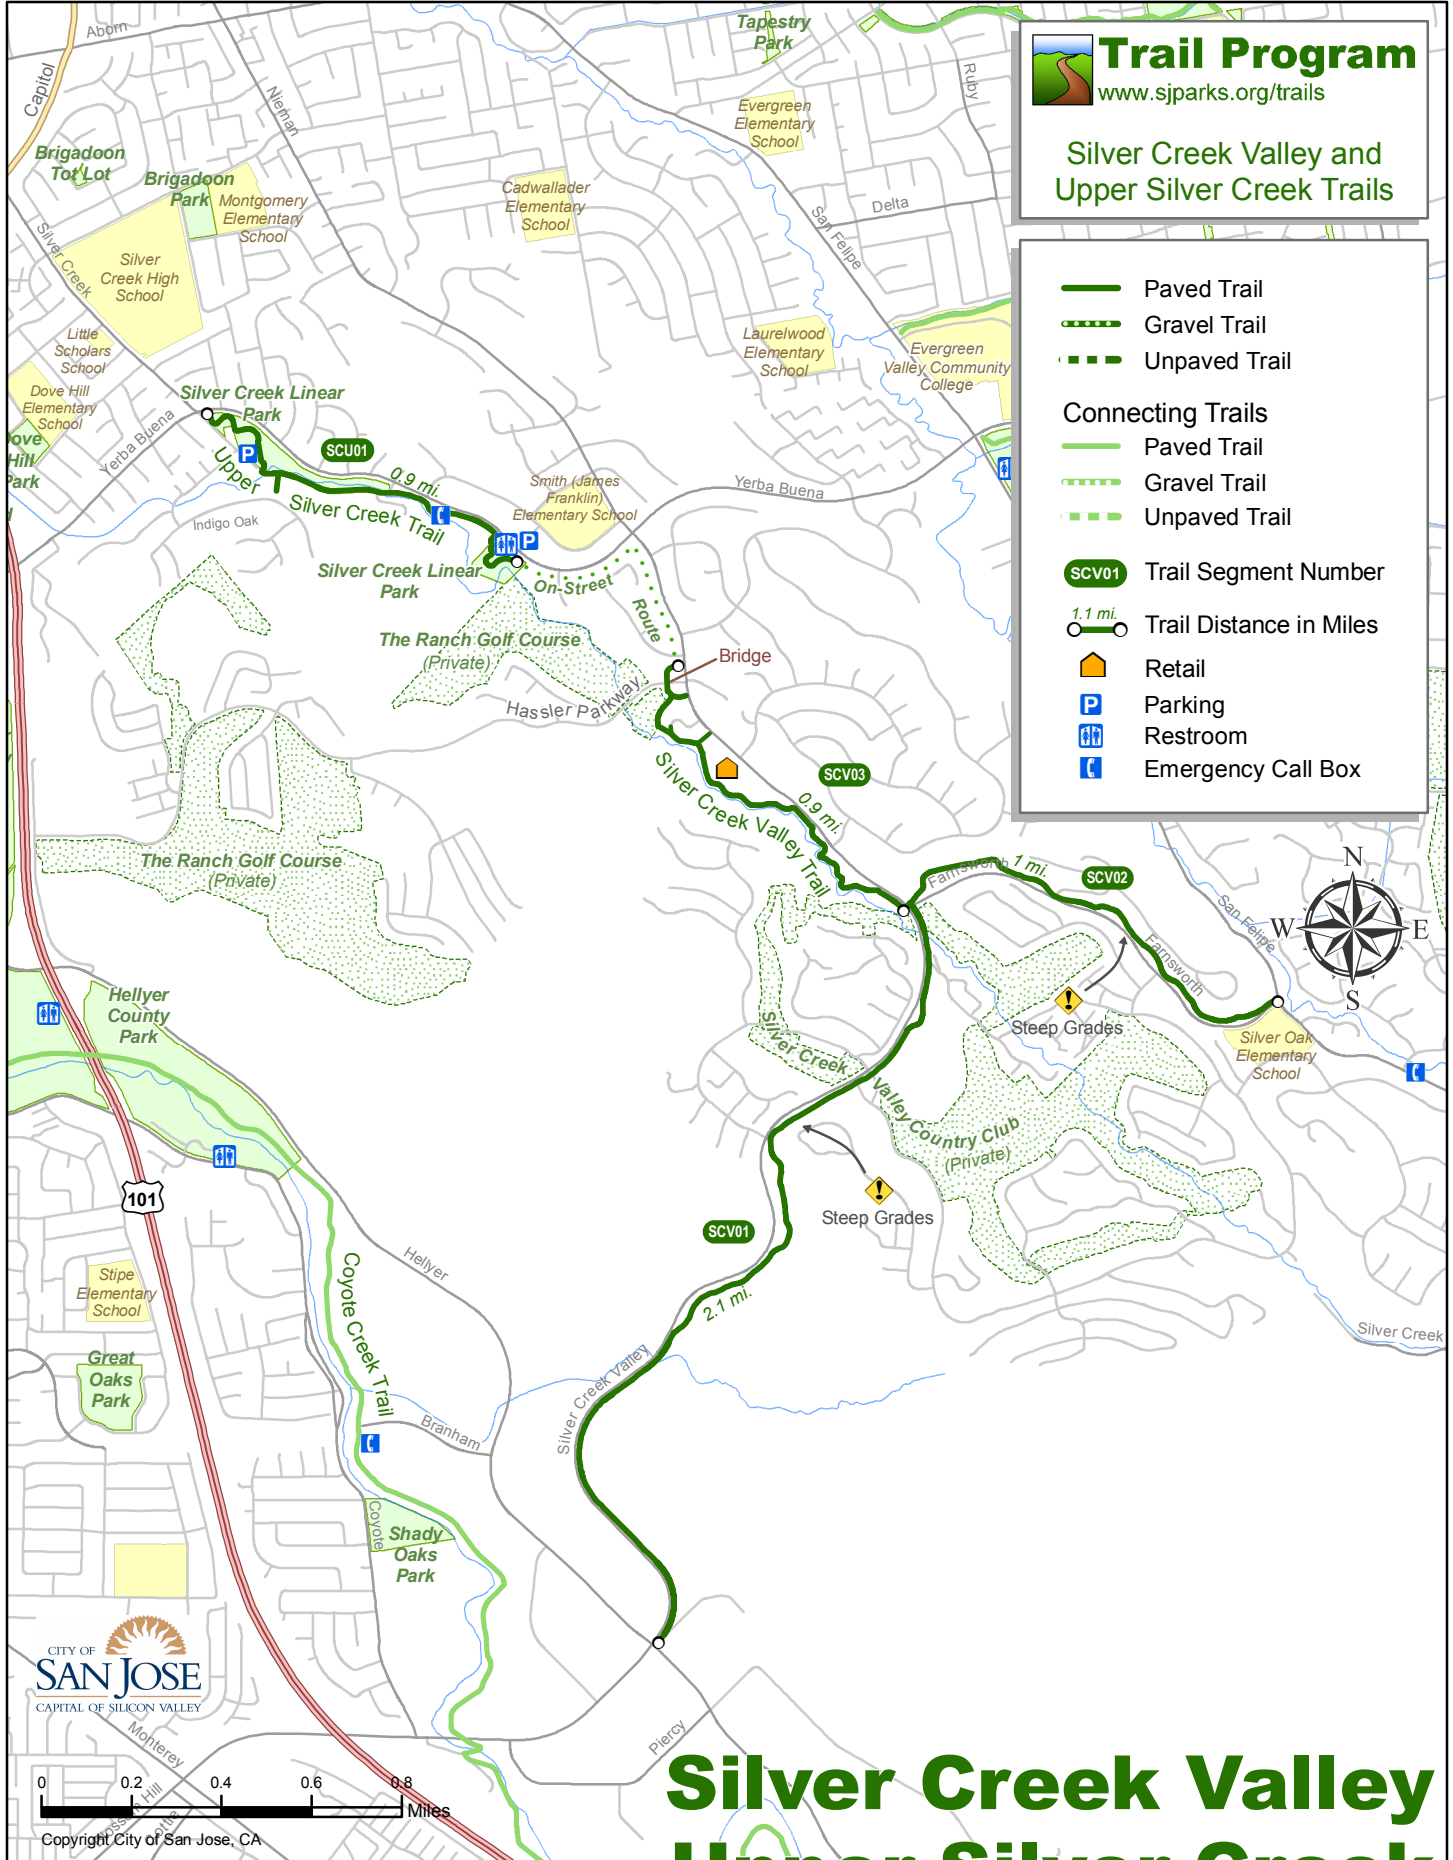 Aborn
Capitol
Nieman
Tapestry
Park
Ruby
Trail Program
www.sjparks.org/trails
Silver Creek Valley and
Upper Silver Creek Trails
Brigadoon
Tot Lot
Brigadoon
Park
Montgomery
Elementary
School
Evergreen
Elementary
School
Cadwallader
Elementary
School
Delta
San Felipe
Silver Creek
Silver
Creek High
School
Little
Scholars
School
Dove Hill
Elementary
School
Hill
Park
Yerba Buena
Laurelwood
Elementary
School
Evergreen
Valley Community
College
Paved Trail
Gravel Trail
Unpaved Trail
Connecting Trails
Paved Trail
Gravel Trail
Unpaved Trail
SCV01
Trail Segment Number
1.1 mi.
Trail Distance in Miles
Retail
P
Parking
Restroom
Emergency Call Box
Silver Creek Linear
Park
SCU01
P
0.9 mi.
Upper
Silver Creek Trail
Indigo Oak
Smith (James
Franklin)
Elementary School
Yerba Buena
P
Silver Creek Linear
Park
On-Street
Route
The Ranch Golf Course
(Private)
Bridge
Hassler Parkway
Silver Creek Valley Trail
SCV03
0.9 mi.
The Ranch Golf Course
(Private)
Farnsworth
1 mi.
SCV02
Farnsworth
San Felipe
N
W
E
S
Steep Grades
Silver Oak
Elementary
School
Hellyer
County
Park
Silver Creek
Valley Country Club
(Private)
Steep Grades
101
SCV01
2.1 mi.
Hellyer
Stipe
Elementary
School
Great
Oaks
Park
Coyote Creek Trail
Silver Creek
Silver Creek Valley
Branham
Coyote
Shady
Oaks
Park
CITY OF
SAN JOSE
CAPITAL OF SILICON VALLEY
Monterey
Piercy
0 0.2 0.4 0.6 0.8
Miles
Copyright City of San Jose, CA
Silver Creek Valley
Upper Silver Creek